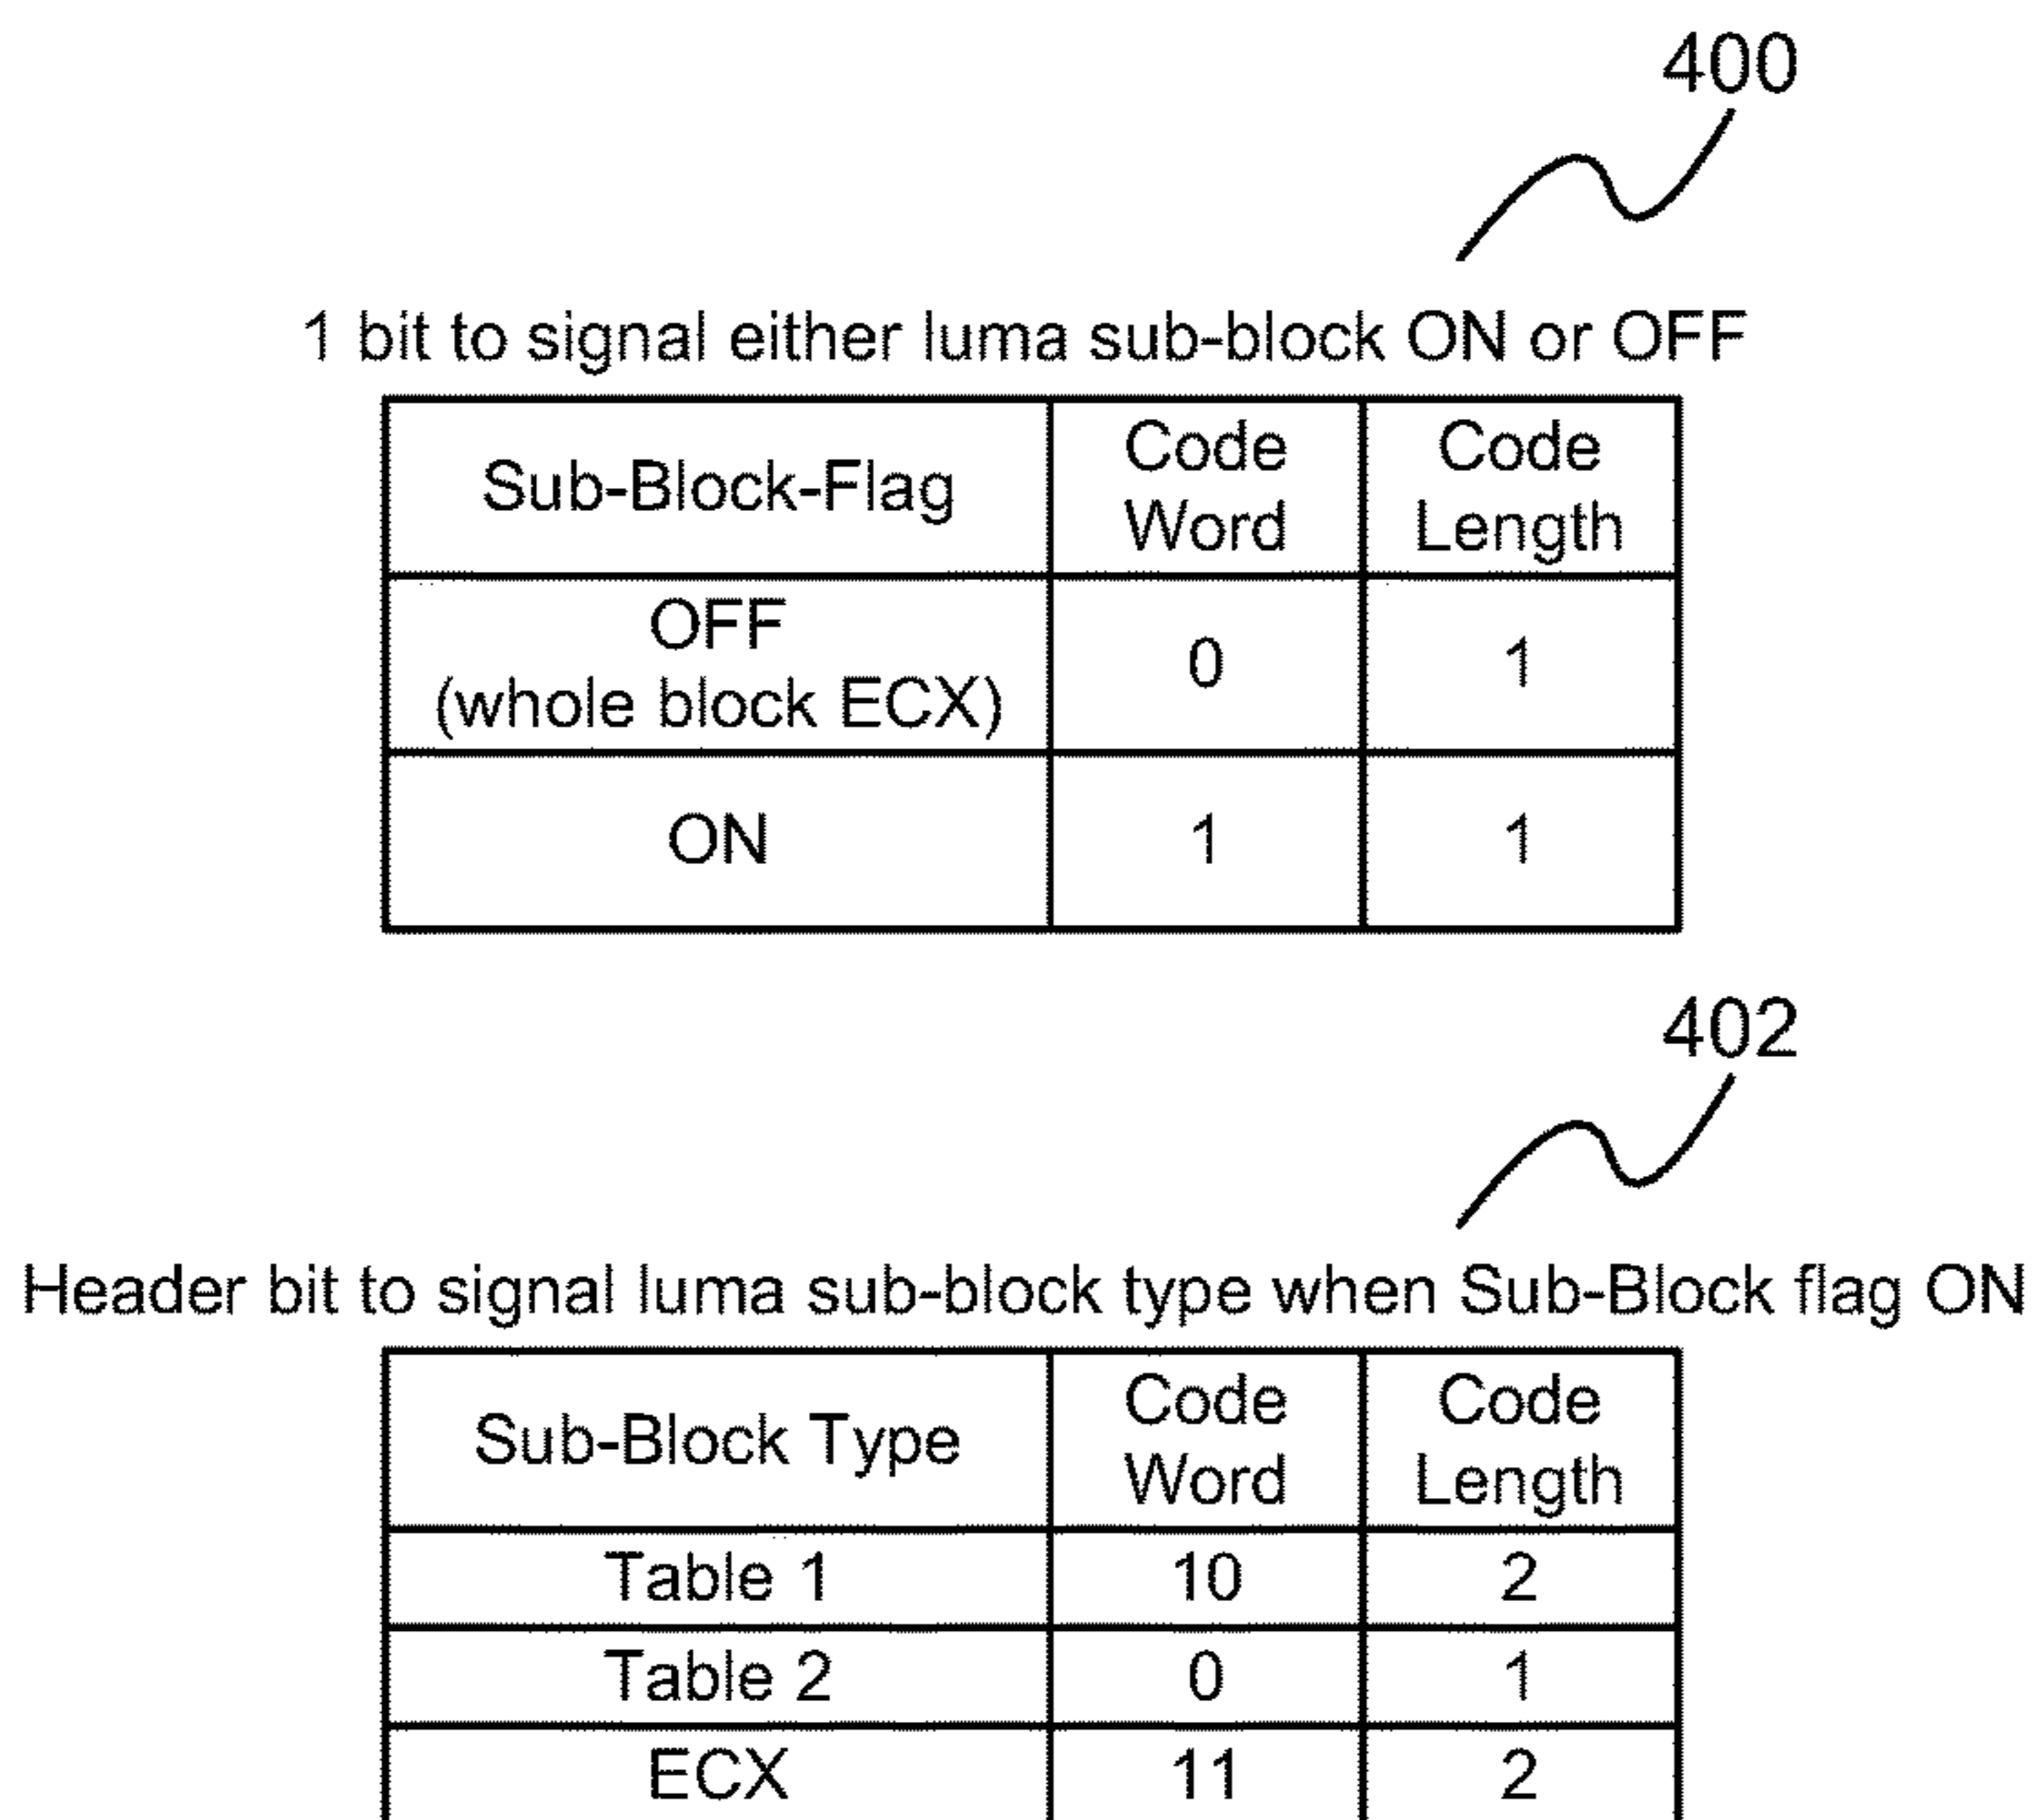 400
1 bit to signal either luma sub-block ON or OFF
Sub-Block-Flag Code Word Code Length
OFF (whole block ECX) 0 1
ON 1 1
402
Header bit to signal luma sub-block type when Sub-Block flag ON
Sub-Block Type Code Word Code Length
Table 1 10 2
Table 2 0 1
ECX 11 2